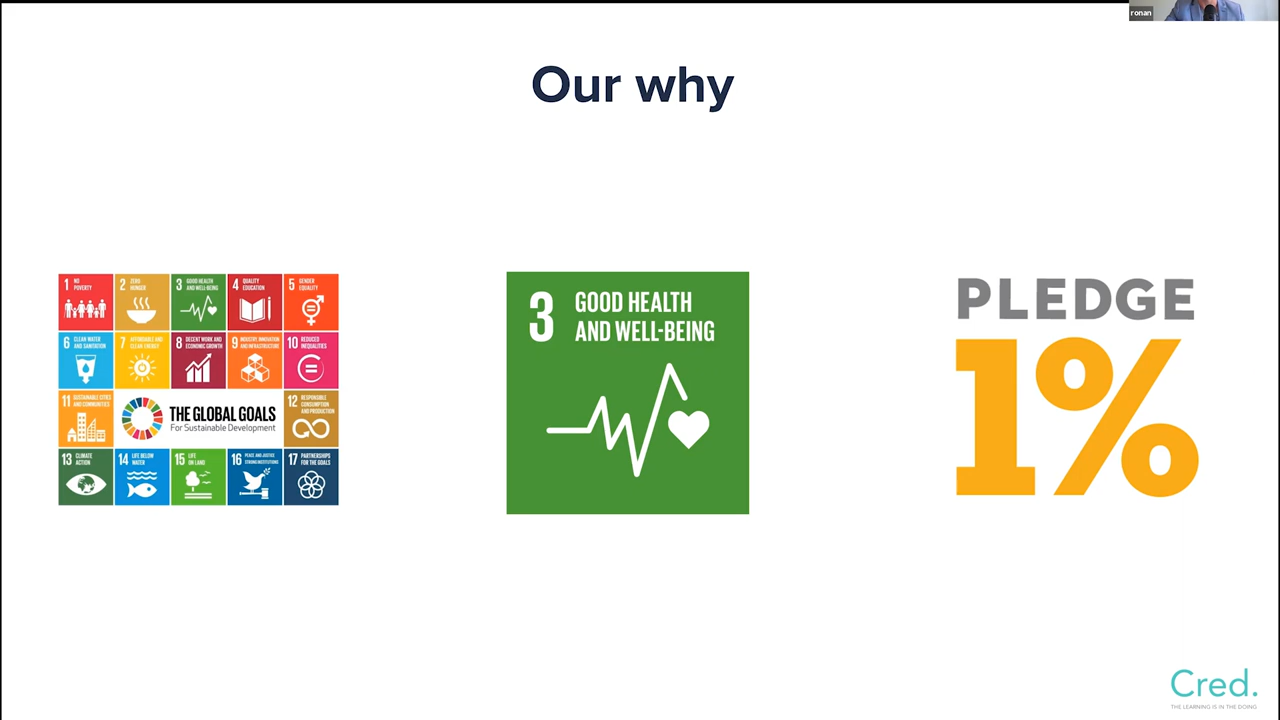 ronan
Our why
1 NO
POVERTY
2 ZERO
HUNGER
3 GOOD HEALTH
AND WELL-BEING
4 QUALITY
EDUCATION
5 GENDER
EQUALITY
6 CLEAN WATER
AND SANITATION
7 AFFORDABLE AND
CLEAN ENERGY
8 DECENT WORK AND
ECONOMIC GROWTH
9 INDUSTRY, INNOVATION
AND INFRASTRUCTURE
10 REDUCED
INEQUALITIES
11 SUSTAINABLE CITIES
AND COMMUNITIES
THE GLOBAL GOALS
For Sustainable Development
12 RESPONSIBLE
CONSUMPTION
AND PRODUCTION
13 CLIMATE
ACTION
14 LIFE BELOW
WATER
15 LIFE
ON LAND
16 PEACE AND JUSTICE
STRONG INSTITUTIONS
17 PARTNERSHIPS
FOR THE GOALS
3 GOOD HEALTH
AND WELL-BEING
PLEDGE
1%
Cred.
THE LEARNING IS IN THE DOING